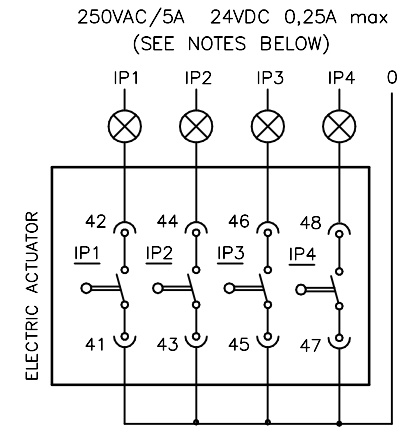 250VAC/5A 24VDC 0,25A max
(SEE NOTES BELOW)
IP1 IP2 IP3 IP4 0
42 44 46 48
IP1 IP2 IP3 IP4
ELECTRIC ACTUATOR
41 43 45 47